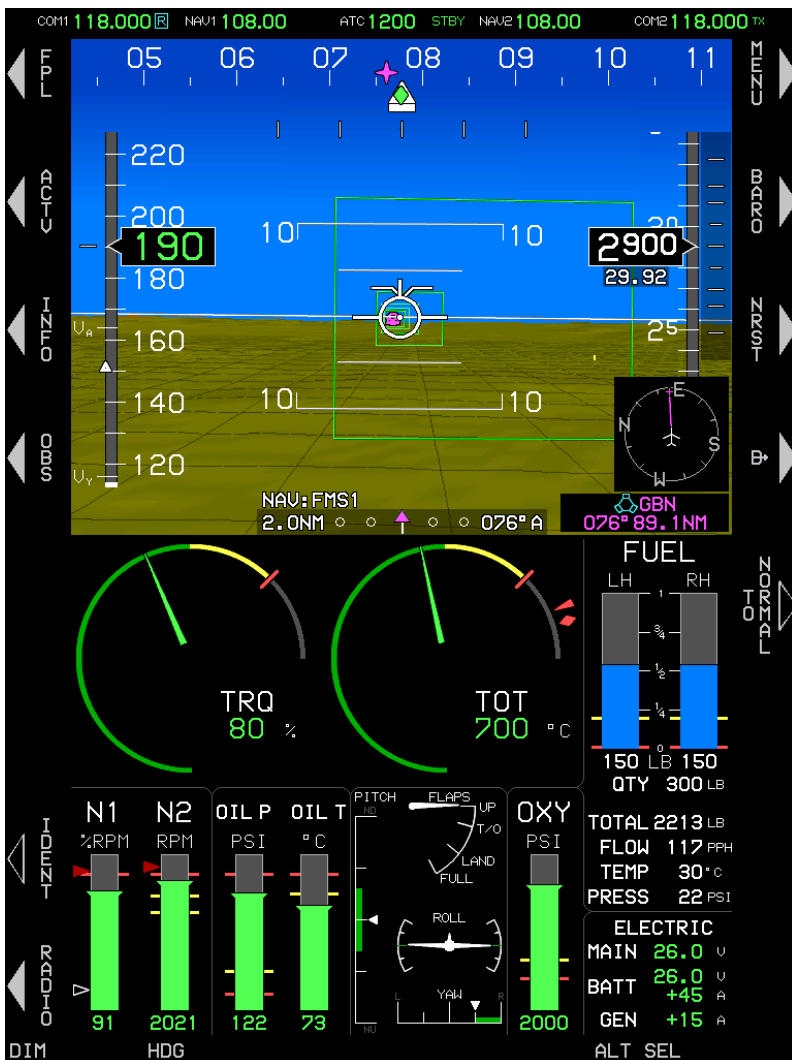 COM1 118.000 R NAV1 108.00 ATC 1200 STBY NAV2 108.00 COM2 118.000 TX
FPL
MENU
05 06 07 08 09 10 11
220
200
190
180
160
140
120
VA
VY
10 10
10 10
2900
29.92
25
ACTV
BARO
INFO
NRST
OBS
N E S W
NAV:FMS1
2.0NM 076° A
GBN
076° 89.1NM
TRQ
80 %
TOT
700 °C
FUEL
LH RH
1
3/4
1/2
1/4
0
150 LB 150
QTY 300 LB
TO NORMAL
N1 N2
%RPM RPM
91 2021
OIL P OIL T
PSI °C
122 73
PITCH
ND
NU
FLAPS
UP
T/O
LAND
FULL
ROLL
YAW
L R
OXY
PSI
2000
TOTAL 2213 LB
FLOW 117 PPH
TEMP 30°C
PRESS 22 PSI
ELECTRIC
MAIN 26.0 V
BATT 26.0 V
+45 A
GEN +15 A
IDENT
RADIO
DIM HDG ALT SEL